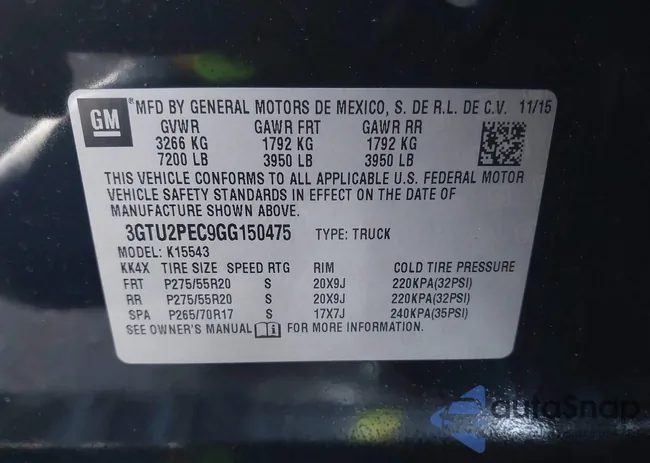 GM ® MFD BY GENERAL MOTORS DE MEXICO, S. DE R.L. DE C.V. 11/15
GVWR GAWR FRT GAWR RR
3266 KG 1792 KG 1792 KG
7200 LB 3950 LB 3950 LB
THIS VEHICLE CONFORMS TO ALL APPLICABLE U.S. FEDERAL MOTOR
VEHICLE SAFETY STANDARDS IN EFFECT ON THE DATE OF
MANUFACTURE SHOWN ABOVE.
3GTU2PEC9GG150475 TYPE: TRUCK
MODEL: K15543
KK4X TIRE SIZE SPEED RTG RIM COLD TIRE PRESSURE
FRT P275/55R20 S 20X9J 220KPA(32PSI)
RR P275/55R20 S 20X9J 220KPA(32PSI)
SPA P265/70R17 S 17X7J 240KPA(35PSI)
SEE OWNER'S MANUAL FOR MORE INFORMATION.
autoSnap